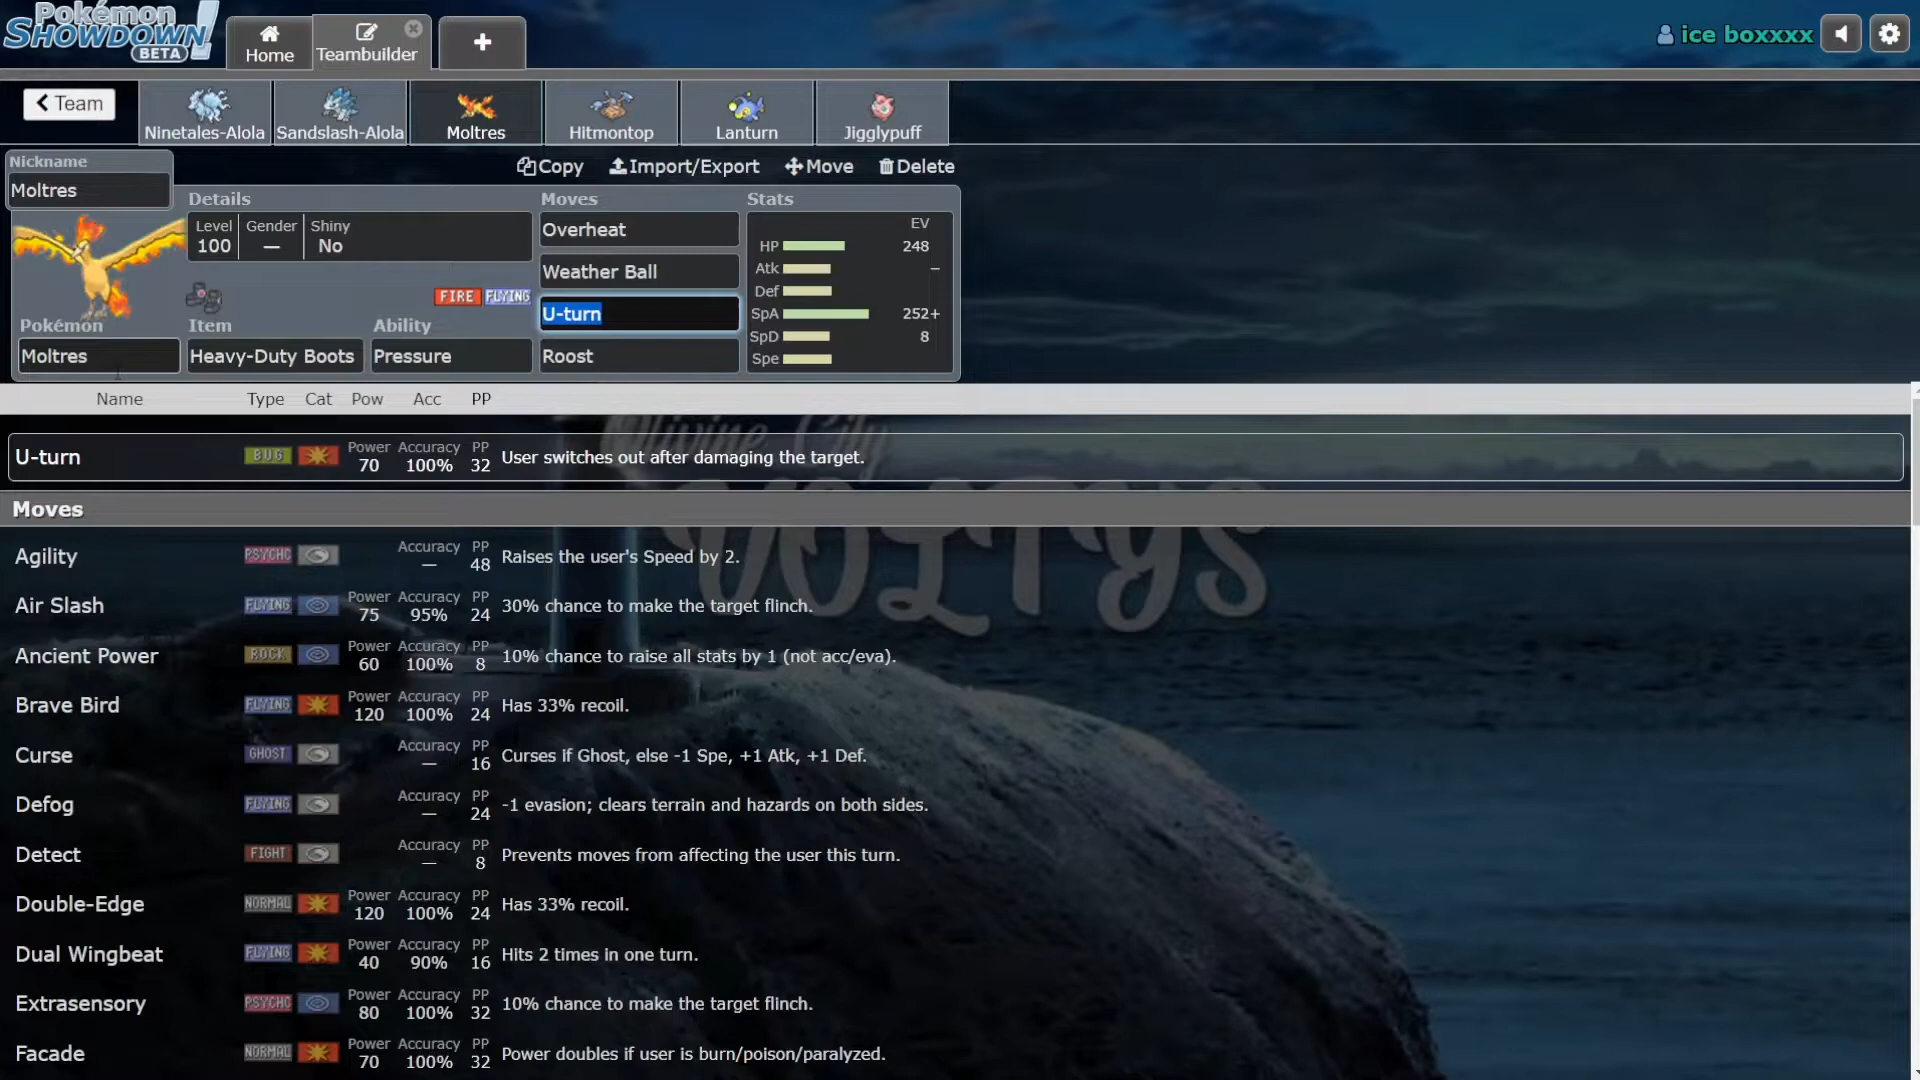 Pokémon
SHOWDOWN!
BETA
Home
Teambuilder
ice boxxxx
Team
Ninetales-Alola
Sandslash-Alola
Moltres
Hitmontop
Lanturn
Jigglypuff
Copy
Import/Export
Move
Delete
Nickname
Moltres
Details
Level
100
Gender
—
Shiny
No
FIRE FLYING
Pokémon
Moltres
Item
Heavy-Duty Boots
Ability
Pressure
Moves
Overheat
Weather Ball
U-turn
Roost
Stats
EV
HP 248
Atk –
Def
SpA 252+
SpD 8
Spe
Name Type Cat Pow Acc PP
Olivine City
VOLTYS
U-turn BUG Power 70 Accuracy 100% PP 32 User switches out after damaging the target.
Moves
Agility PSYCHC Accuracy — PP 48 Raises the user's Speed by 2.
Air Slash FLYING Power 75 Accuracy 95% PP 24 30% chance to make the target flinch.
Ancient Power ROCK Power 60 Accuracy 100% PP 8 10% chance to raise all stats by 1 (not acc/eva).
Brave Bird FLYING Power 120 Accuracy 100% PP 24 Has 33% recoil.
Curse GHOST Accuracy — PP 16 Curses if Ghost, else -1 Spe, +1 Atk, +1 Def.
Defog FLYING Accuracy — PP 24 -1 evasion; clears terrain and hazards on both sides.
Detect FIGHT Accuracy — PP 8 Prevents moves from affecting the user this turn.
Double-Edge NORMAL Power 120 Accuracy 100% PP 24 Has 33% recoil.
Dual Wingbeat FLYING Power 40 Accuracy 90% PP 16 Hits 2 times in one turn.
Extrasensory PSYCHC Power 80 Accuracy 100% PP 32 10% chance to make the target flinch.
Facade NORMAL Power 70 Accuracy 100% PP 32 Power doubles if user is burn/poison/paralyzed.